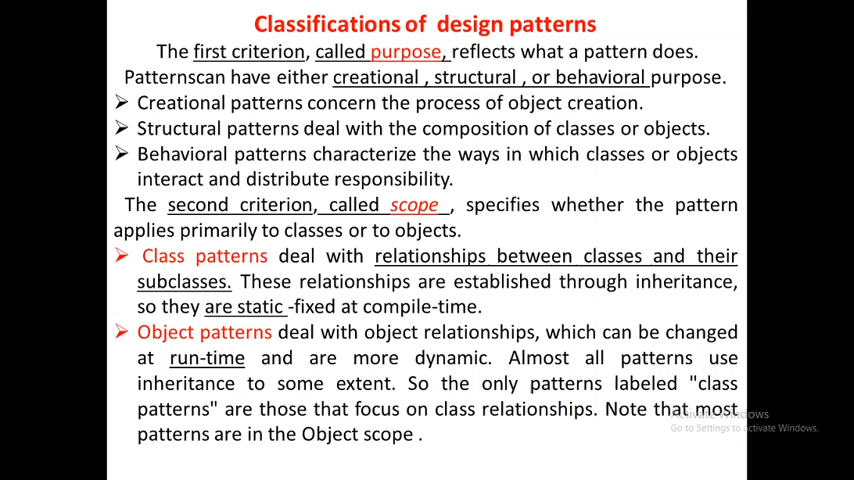 Classifications of design patterns
The first criterion, called purpose, reflects what a pattern does.
Patternscan have either creational , structural , or behavioral purpose.
➢ Creational patterns concern the process of object creation.
➢ Structural patterns deal with the composition of classes or objects.
➢ Behavioral patterns characterize the ways in which classes or objects
interact and distribute responsibility.
The second criterion, called scope , specifies whether the pattern
applies primarily to classes or to objects.
➢ Class patterns deal with relationships between classes and their
subclasses. These relationships are established through inheritance,
so they are static -fixed at compile-time.
➢ Object patterns deal with object relationships, which can be changed
at run-time and are more dynamic. Almost all patterns use
inheritance to some extent. So the only patterns labeled "class
patterns" are those that focus on class relationships. Note that most
patterns are in the Object scope .
Activate Windows
Go to Settings to activate Windows.